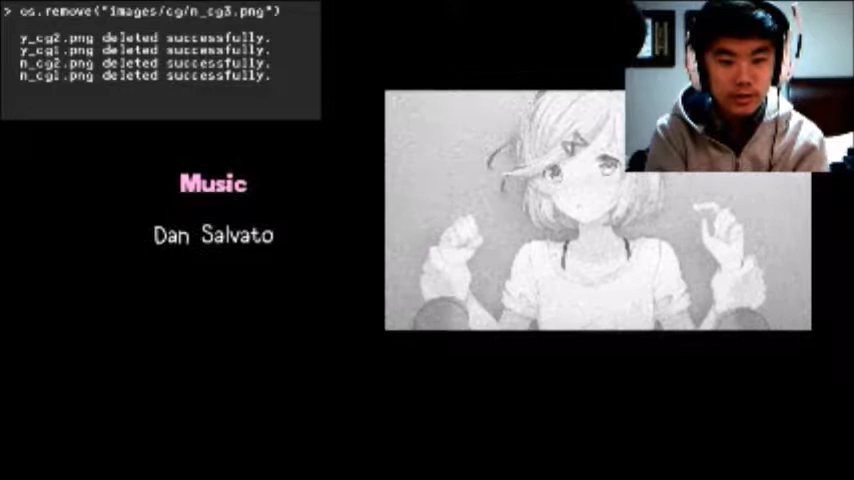 > os.remove("images/cg/n_cg3.png")
y_cg2.png deleted successfully.
y_cg1.png deleted successfully.
n_cg2.png deleted successfully.
n_cg1.png deleted successfully.
Music
Dan Salvato